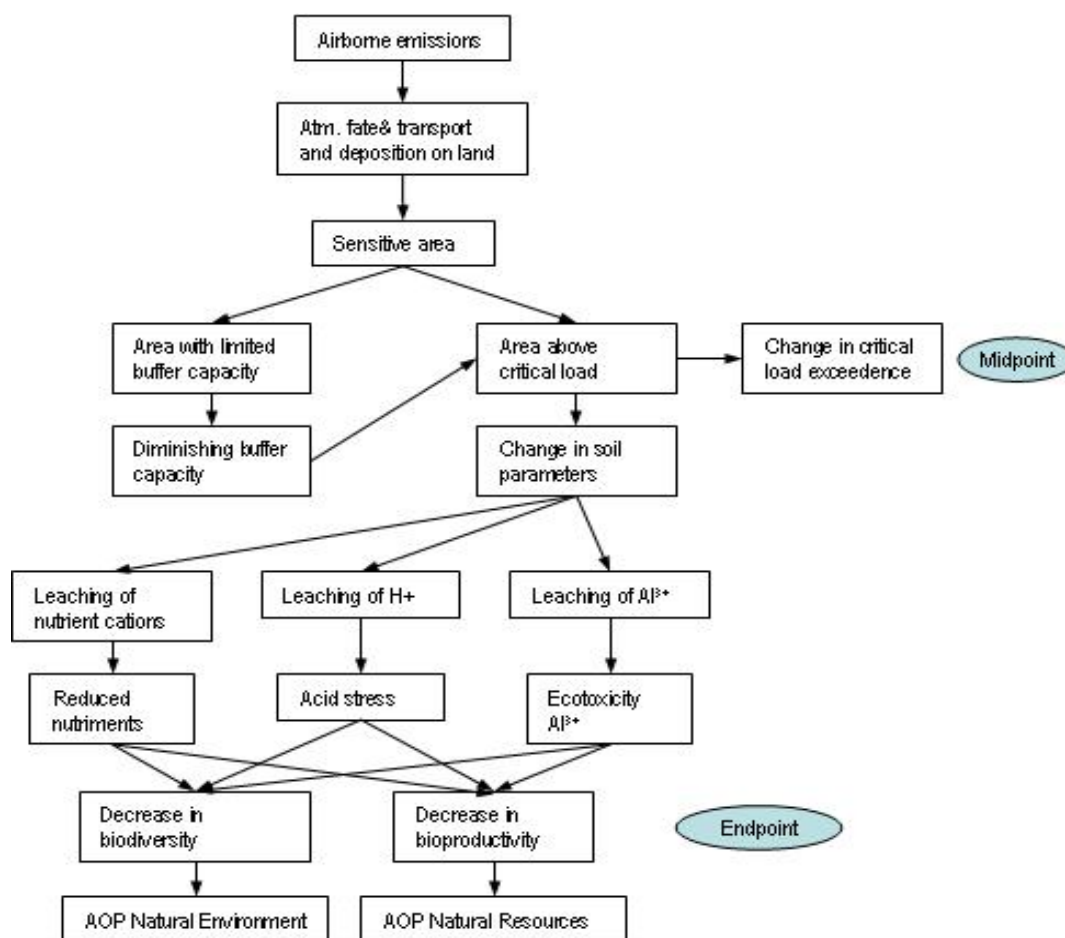 Airborne emissions
Atm. fate& transport
and deposition on land
Sensitive area
Area with limited
buffer capacity
Area above
critical load
Change in critical
load exceedence
Midpoint
Diminishing buffer
capacity
Change in soil
parameters
Leaching of
nutrient cations
Leaching of H+
Leaching of Al³⁺
Reduced
nutriments
Acid stress
Ecotoxicity
Al³⁺
Decrease in
biodiversity
Decrease in
bioproductivity
Endpoint
AOP Natural Environment
AOP Natural Resources